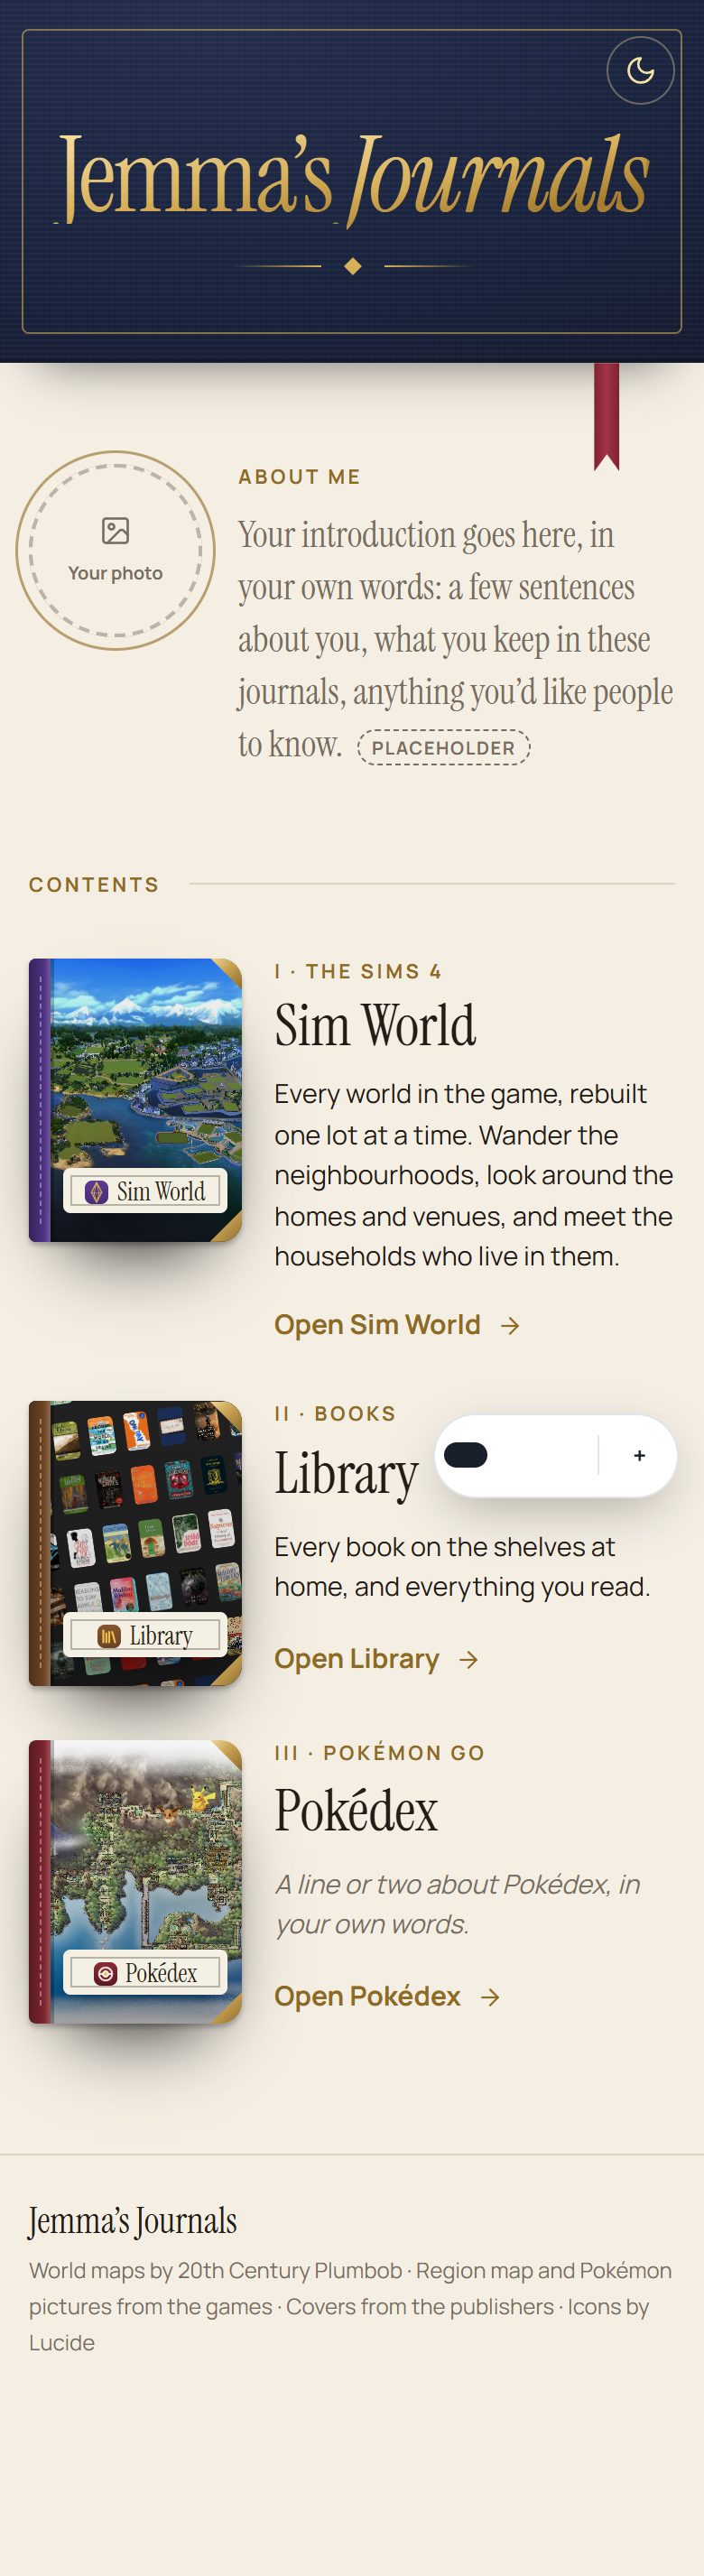 Jemma’s Journals
Your photo
ABOUT ME
Your introduction goes here, in
your own words: a few sentences
about you, what you keep in these
journals, anything you’d like people
to know. PLACEHOLDER
CONTENTS
Sim World
I · THE SIMS 4
Sim World
Every world in the game, rebuilt
one lot at a time. Wander the
neighbourhoods, look around the
homes and venues, and meet the
households who live in them.
Open Sim World →
Library
II · BOOKS
Library
+
Every book on the shelves at
home, and everything you read.
Open Library →
Pokédex
III · POKÉMON GO
Pokédex
A line or two about Pokédex, in
your own words.
Open Pokédex →
Jemma’s Journals
World maps by 20th Century Plumbob · Region map and Pokémon
pictures from the games · Covers from the publishers · Icons by
Lucide